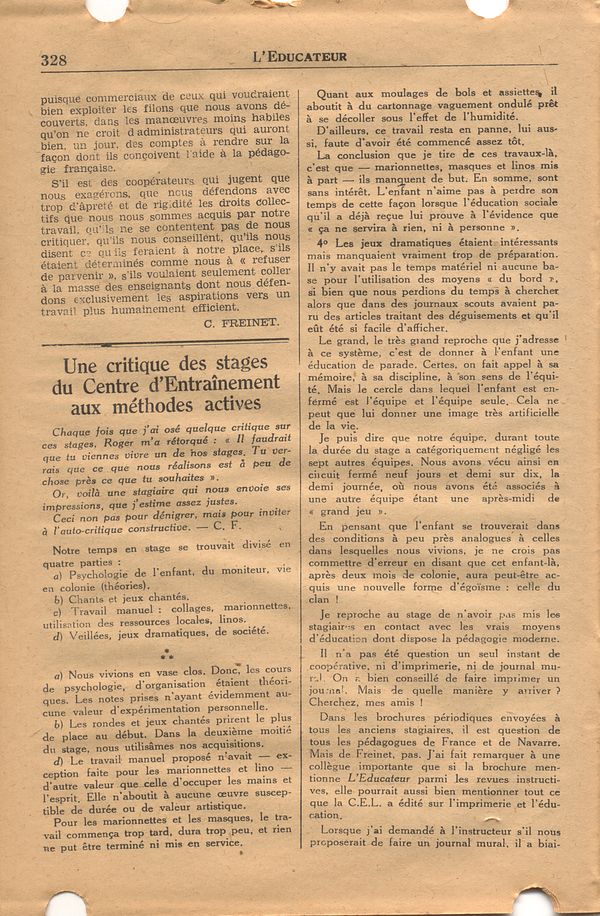 328
L'EDUCATEUR
puisque commerciaux de ceux qui voudraient
bien exploiter les filons que nous avons dé-
couverts, dans les manœuvres moins habiles
qu'on ne croit d administrateurs qui auront
bien, un jour, des comptes à rendre sur la
façon dont ils conçoivent l'aide à la pédago-
gie française.
S'il est des coopérateurs qui jugent que
nous exagérons, que nous défendons avec
trop d'âpreté et de rigidité les droits collec-
tifs que nous nous sommes acquis par notre
travail, qu'ils ne se contentent pas de nous
critiquer, qu'ils nous conseillent, qu'ils nous
disent ce qu ils feraient à notre place, s'ils
étaient déterminés comme nous à « refuser
de parvenir », s'ils voulaient seulement coller
à la masse des enseignants dont nous défen-
dons exclusivement les aspirations vers un
travail plus humainement efficient.
C. FREINET.
Une critique des stages
du Centre d'Entraînement
aux méthodes actives
Chaque fois que j'ai osé quelque critique sur
ces stages, Roger m'a rétorqué : « Il faudrait
que tu viennes vivre un de nos stages. Tu ver-
rais que ce que nous réalisons est à peu de
chose près ce que tu souhaites ».
Or, voilà une stagiaire qui nous envoie ses
impressions, que j'estime assez justes.
Ceci non pas pour dénigrer, mais pour inviter
à l'auto-critique constructive. — C. F.
Notre temps en stage se trouvait divisé en
quatre parties :
a) Psychologie de l'enfant, du moniteur, vie
en colonie (théories).
b) Chants et jeux chantés.
c) Travail manuel : collages, marionnettes,
utilisation des ressources locales, linos.
d) Veillées, jeux dramatiques, de société.
a) Nous vivions en vase clos. Donc, les cours
de psychologie, d'organisation étaient théori-
ques. Les notes prises n'ayant évidemment au-
cune valeur d'expérimentation personnelle.
b) Les rondes et jeux chantés prirent le plus
de place au début. Dans la deuxième moitié
du stage, nous utilisâmes nos acquisitions.
d) Le travail manuel proposé n'avait — ex-
ception faite pour les marionnettes et lino —
d'autre valeur que celle d'occuper les mains et
l'esprit. Elle n'aboutit à aucune œuvre suscep-
tible de durée ou de valeur artistique.
Pour les marionnettes et les masques, le tra-
vail commença trop tard, dura trop peu, et rien
ne put être terminé ni mis en service.
Quant aux moulages de bols et assiettes, il
aboutit à du cartonnage vaguement ondulé prêt
à se décoller sous l'effet de l'humidité.
D'ailleurs, ce travail resta en panne, lui aus-
si, faute d'avoir été commencé assez tôt.
La conclusion que je tire de ces travaux-là,
c'est que — marionnettes, masques et linos mis
à part — ils manquent de but. En somme, sont
sans intérêt. L'enfant n'aime pas à perdre son
temps de cette façon lorsque l'éducation sociale
qu'il a déjà reçue lui prouve à l'évidence que
« ça ne servira à rien, ni à personne ».
4° Les jeux dramatiques étaient intéressants
mais manquaient vraiment trop de préparation.
Il n'y avait pas le temps matériel ni aucune ba-
se pour l'utilisation des moyens « du bord »,
si bien que nous perdions du temps à chercher
alors que dans des journaux scouts avaient pa-
ru des articles traitant des déguisements et qu'il
eût été si facile d'afficher.
Le grand, le très grand reproche que j'adresse
à ce système, c'est de donner à l'enfant une
éducation de parade. Certes, on fait appel à sa
mémoire, à sa discipline, à son sens de l'équi-
té. Mais le cercle dans lequel l'enfant est en-
fermé est l'équipe et l'équipe seule. Cela ne
peut que lui donner une image très artificielle
de la vie.
Je puis dire que notre équipe, durant toute
la durée du stage a catégoriquement négligé les
sept autres équipes. Nous avons vécu ainsi en
circuit fermé neuf jours et demi sur dix, la
demi journée, où nous avons été associés à
une autre équipe étant une après-midi de
« grand jeu ».
En pensant que l'enfant se trouverait dans
des conditions à peu près analogues à celles
dans lesquelles nous vivions, je ne crois pas
commettre d'erreur en disant que cet enfant-là,
après deux mois de colonie, aura peut-être ac-
quis une nouvelle forme d'égoïsme : celle du
clan !
Je reproche au stage de n'avoir pas mis les
stagiaires en contact avec les vrais moyens
d'éducation dont dispose la pédagogie moderne.
Il n'a pas été question un seul instant de
coopérative, ni d'imprimerie, ni de journal mu-
ral. On a bien conseillé de faire imprimer un
journal. Mais de quelle manière y arriver ?
Cherchez, mes amis !
Dans les brochures périodiques envoyées à
tous les anciens stagiaires, il est question de
tous les pédagogues de France et de Navarre.
Mais de Freinet, pas. J'ai fait remarquer à une
collègue importante que si la brochure men-
tionne L'Educateur parmi les revues instructi-
ves, elle pourrait aussi bien mentionner tout ce
que la C.E.L. a édité sur l'imprimerie et l'édu-
cation.
Lorsque j'ai demandé à l'instructeur s'il nous
proposerait de faire un journal mural, il a biai-